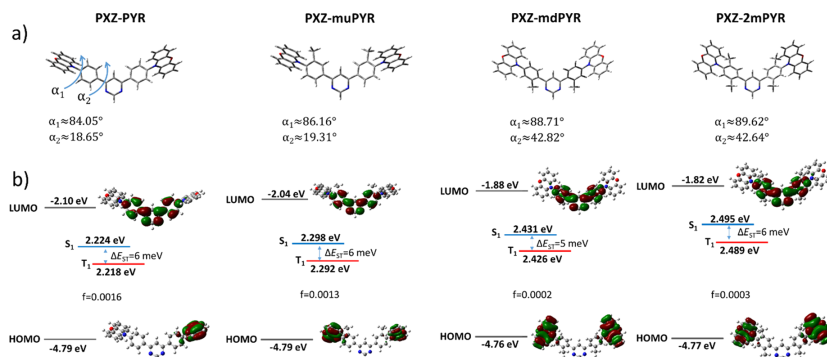 PXZ-PYR PXZ-muPYR PXZ-mdPYR PXZ-2mPYR
a)
α₁ α₂
α₁≈84.05° α₁≈86.16° α₁≈88.71° α₁≈89.62°
α₂≈18.65° α₂≈19.31° α₂≈42.82° α₂≈42.64°
b)
LUMO -2.10 eV LUMO -2.04 eV LUMO -1.88 eV LUMO -1.82 eV
S₁ 2.224 eV S₁ 2.298 eV S₁ 2.431 eV S₁ 2.495 eV
ΔEST=6 meV ΔEST=6 meV ΔEST=5 meV ΔEST=6 meV
T₁ 2.218 eV T₁ 2.292 eV T₁ 2.426 eV T₁ 2.489 eV
f=0.0016 f=0.0013 f=0.0002 f=0.0003
HOMO -4.79 eV HOMO -4.79 eV HOMO -4.76 eV HOMO -4.77 eV